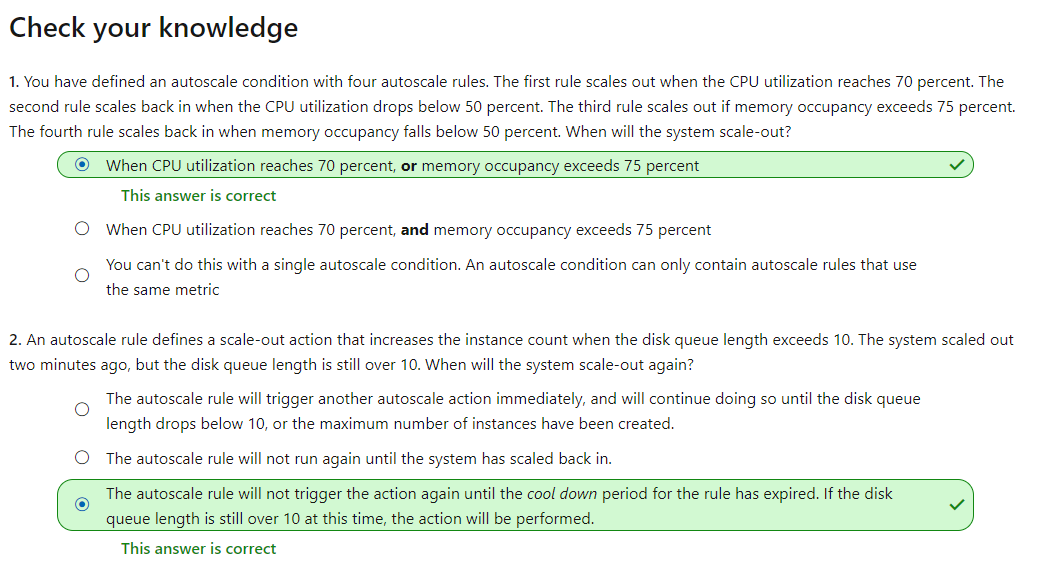 Check your knowledge
1. You have defined an autoscale condition with four autoscale rules. The first rule scales out when the CPU utilization reaches 70 percent. The
second rule scales back in when the CPU utilization drops below 50 percent. The third rule scales out if memory occupancy exceeds 75 percent.
The fourth rule scales back in when memory occupancy falls below 50 percent. When will the system scale-out?
When CPU utilization reaches 70 percent, or memory occupancy exceeds 75 percent
This answer is correct
When CPU utilization reaches 70 percent, and memory occupancy exceeds 75 percent
You can't do this with a single autoscale condition. An autoscale condition can only contain autoscale rules that use
the same metric
2. An autoscale rule defines a scale-out action that increases the instance count when the disk queue length exceeds 10. The system scaled out
two minutes ago, but the disk queue length is still over 10. When will the system scale-out again?
The autoscale rule will trigger another autoscale action immediately, and will continue doing so until the disk queue
length drops below 10, or the maximum number of instances have been created.
The autoscale rule will not run again until the system has scaled back in.
The autoscale rule will not trigger the action again until the cool down period for the rule has expired. If the disk
queue length is still over 10 at this time, the action will be performed.
This answer is correct